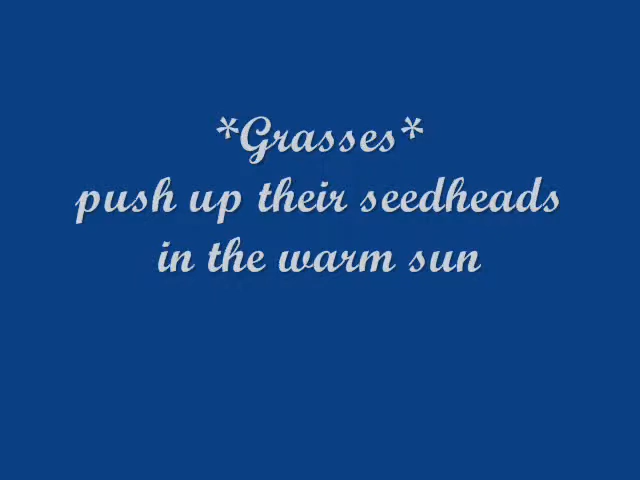 *Grasses*
push up their seedheads
in the warm sun